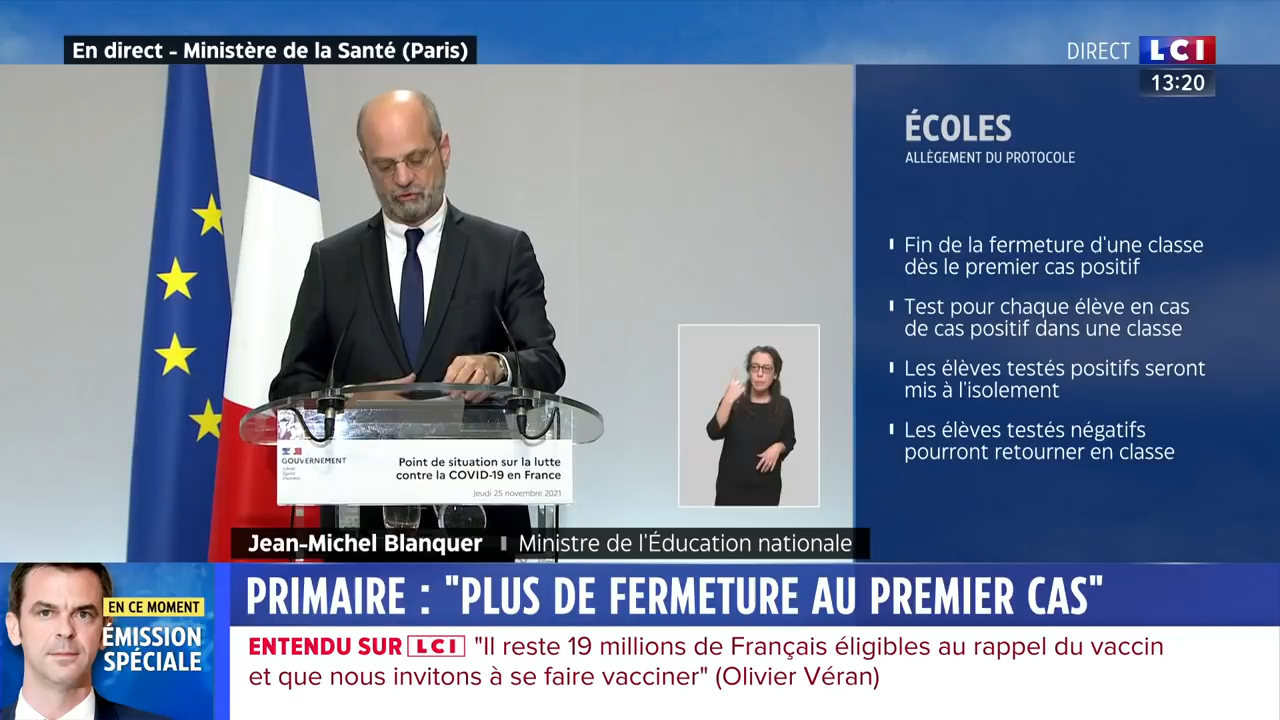 En direct - Ministère de la Santé (Paris)
DIRECT LCI
13:20
ÉCOLES
ALLÈGEMENT DU PROTOCOLE
Fin de la fermeture d'une classe
dès le premier cas positif
Test pour chaque élève en cas
de cas positif dans une classe
Les élèves testés positifs seront
mis à l'isolement
Les élèves testés négatifs
pourront retourner en classe
GOUVERNEMENT
Point de situation sur la lutte
contre la COVID-19 en France
Jeudi 25 novembre 2021
Jean-Michel Blanquer Ministre de l'Éducation nationale
EN CE MOMENT
ÉMISSION
SPÉCIALE
PRIMAIRE : "PLUS DE FERMETURE AU PREMIER CAS"
ENTENDU SUR LCI "Il reste 19 millions de Français éligibles au rappel du vaccin
et que nous invitons à se faire vacciner" (Olivier Véran)